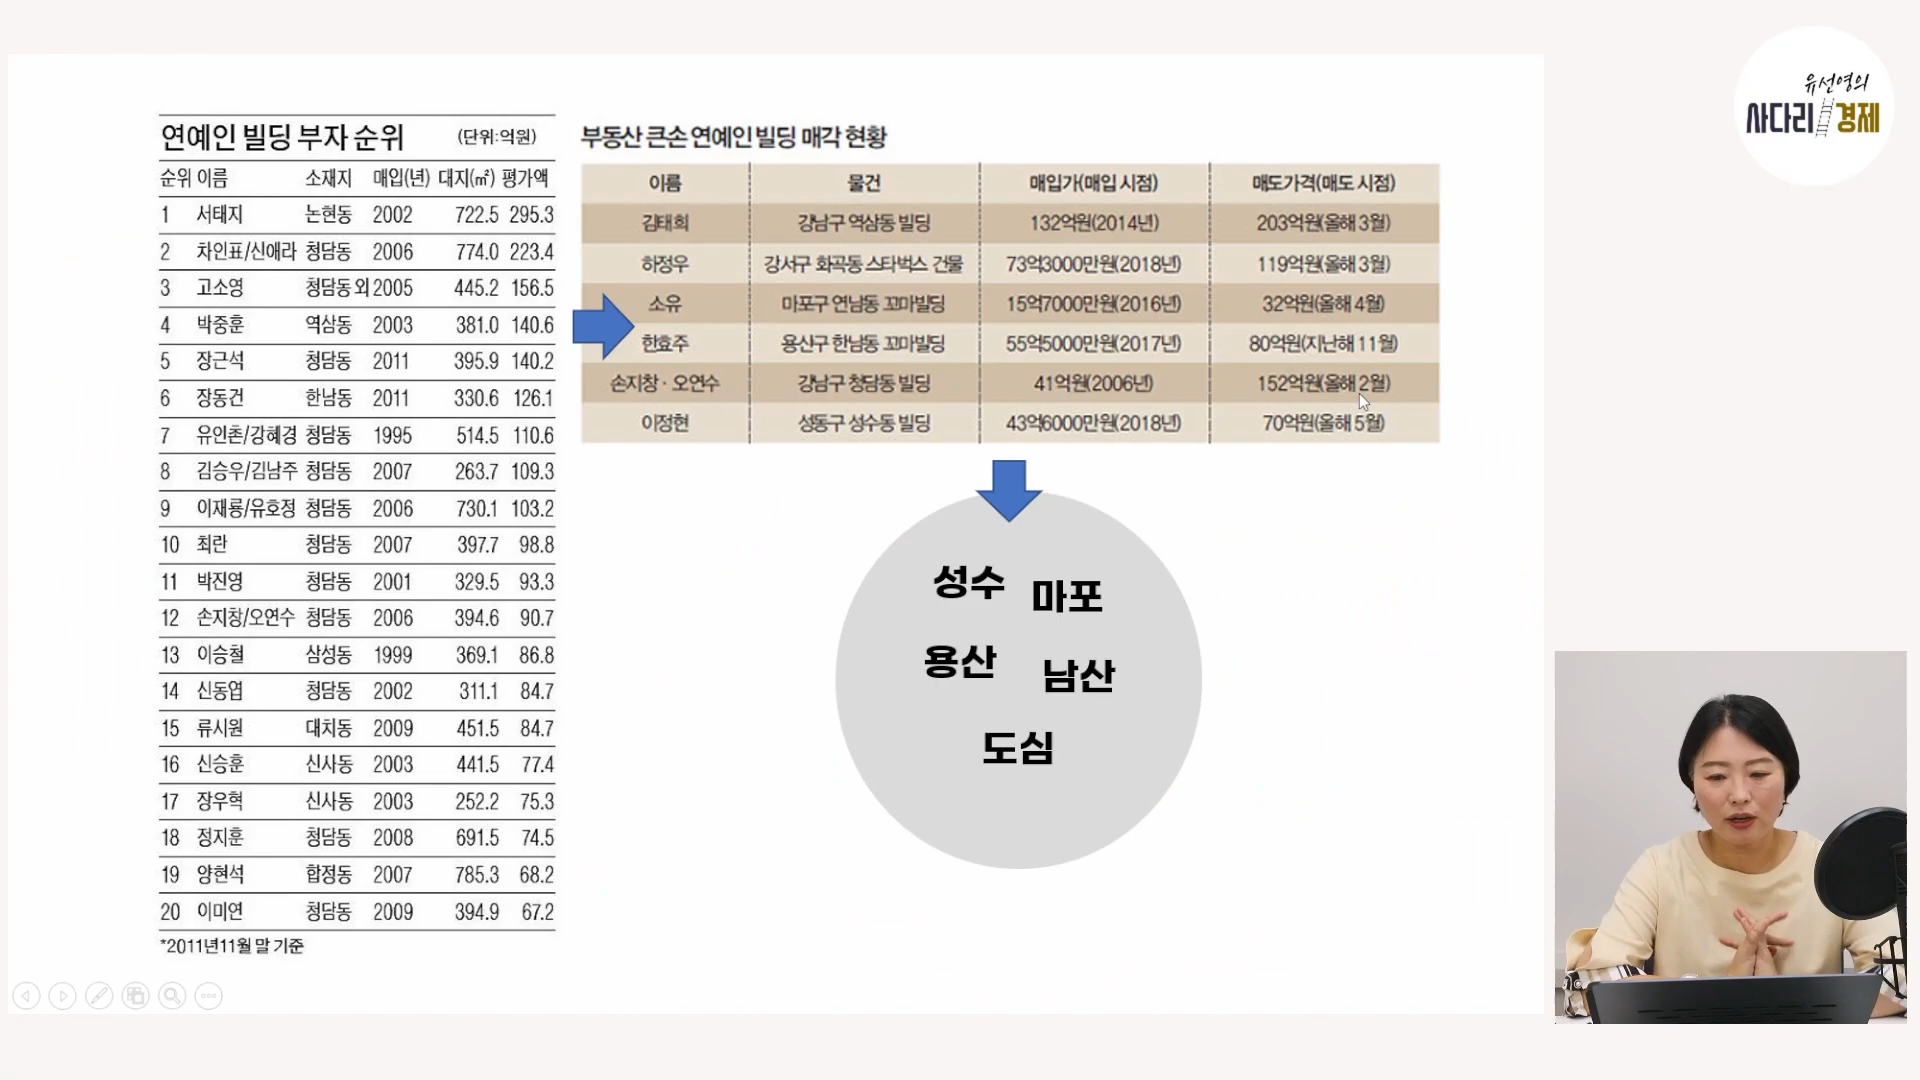 유선영의
사다리 경제
연예인 빌딩 부자 순위 (단위:억원)
순위 이름 소재지 매입(년) 대지(㎡) 평가액
1 서태지 논현동 2002 722.5 295.3
2 차인표/신애라 청담동 2006 774.0 223.4
3 고소영 청담동 외 2005 445.2 156.5
4 박중훈 역삼동 2003 381.0 140.6
5 장근석 청담동 2011 395.9 140.2
6 장동건 한남동 2011 330.6 126.1
7 유인촌/강혜경 청담동 1995 514.5 110.6
8 김승우/김남주 청담동 2007 263.7 109.3
9 이재룡/유호정 청담동 2006 730.1 103.2
10 최란 청담동 2007 397.7 98.8
11 박진영 청담동 2001 329.5 93.3
12 손지창/오연수 청담동 2006 394.6 90.7
13 이승철 삼성동 1999 369.1 86.8
14 신동엽 청담동 2002 311.1 84.7
15 류시원 대치동 2009 451.5 84.7
16 신승훈 신사동 2003 441.5 77.4
17 장우혁 신사동 2003 252.2 75.3
18 정지훈 청담동 2008 691.5 74.5
19 양현석 합정동 2007 785.3 68.2
20 이미연 청담동 2009 394.9 67.2
*2011년11월 말 기준
부동산 큰손 연예인 빌딩 매각 현황
이름 물건 매입가(매입 시점) 매도가격(매도 시점)
김태희 강남구 역삼동 빌딩 132억원(2014년) 203억원(올해 3월)
하정우 강서구 화곡동 스타벅스 건물 73억3000만원(2018년) 119억원(올해 3월)
소유 마포구 연남동 꼬마빌딩 15억7000만원(2016년) 32억원(올해 4월)
한효주 용산구 한남동 꼬마빌딩 55억5000만원(2017년) 80억원(지난해 11월)
손지창·오연수 강남구 청담동 빌딩 41억원(2006년) 152억원(올해 2월)
이정현 성동구 성수동 빌딩 43억6000만원(2018년) 70억원(올해 5월)
성수 마포
용산 남산
도심